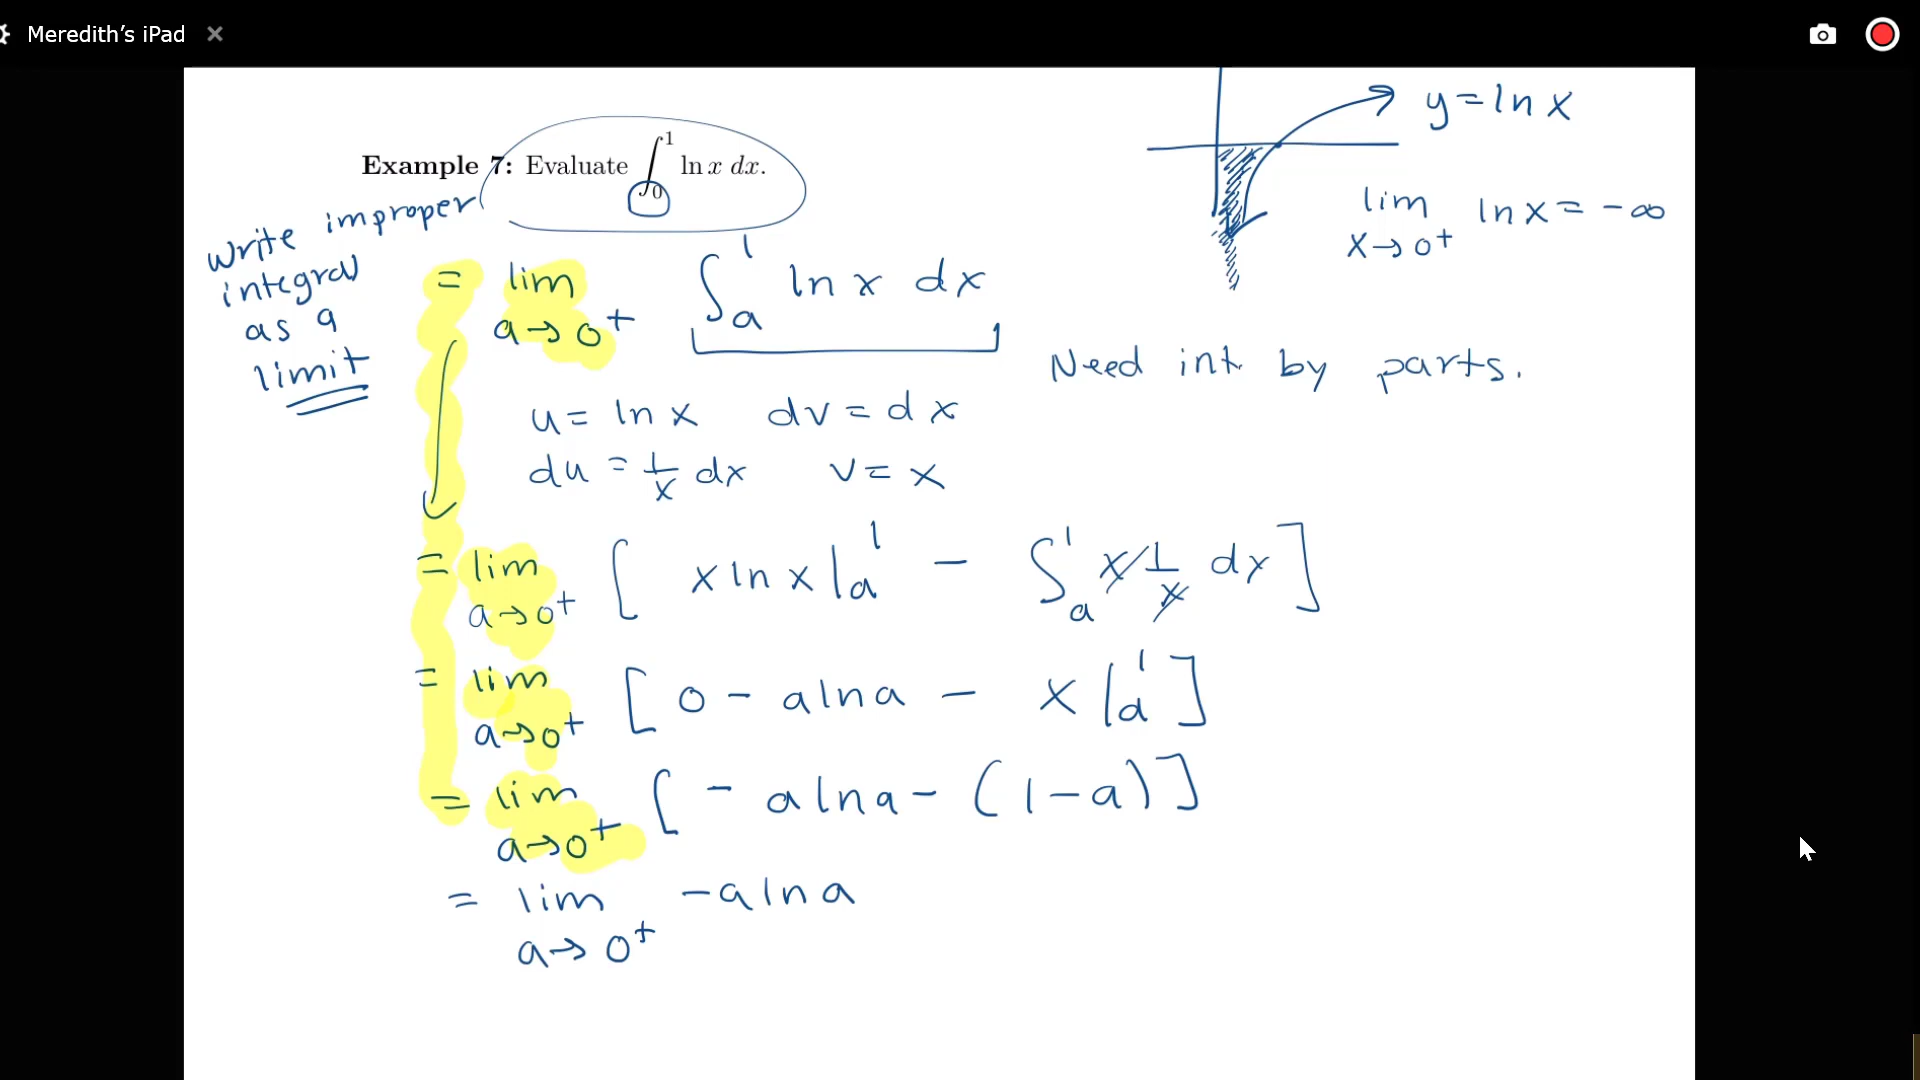 Meredith’s iPad ×
Example 7: Evaluate ∫₀¹ ln x dx.
y = ln x
lim x→0⁺ ln x = -∞
Write improper
integral
as a
limit
= lim a→0⁺ ∫ₐ¹ ln x dx
Need int by parts.
u = ln x dv = dx
du = 1/x dx v = x
= lim a→0⁺ [ x ln x |ₐ¹ - ∫ₐ¹ x 1/x dx ]
= lim a→0⁺ [ 0 - a ln a - x |ₐ¹ ]
= lim a→0⁺ [ - a ln a - (1-a) ]
= lim a→0⁺ -a ln a